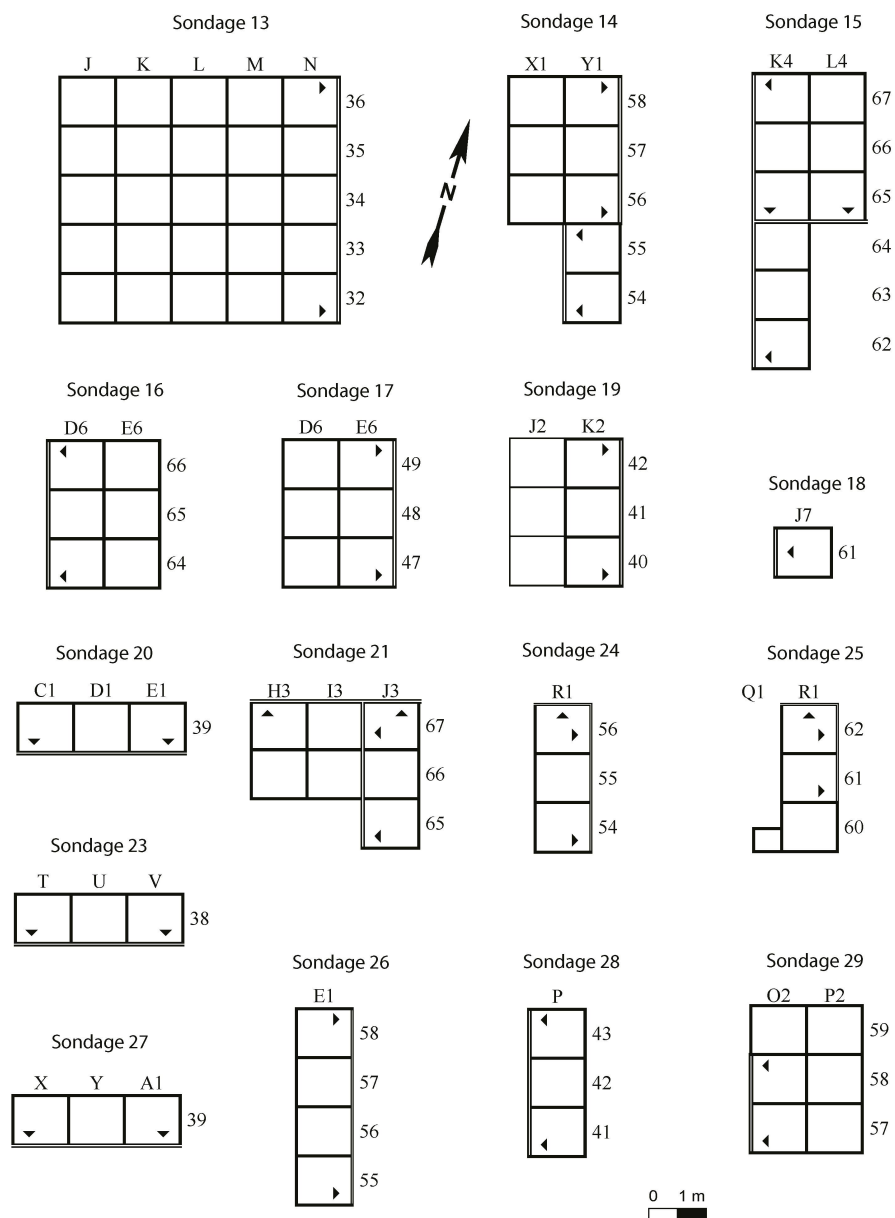 Sondage 13
J K L M N
36
35
34
33
32
N
Sondage 14
X1 Y1
58
57
56
55
54
Sondage 15
K4 L4
67
66
65
64
63
62
Sondage 16
D6 E6
66
65
64
Sondage 17
D6 E6
49
48
47
Sondage 19
J2 K2
42
41
40
Sondage 18
J7
61
Sondage 20
C1 D1 E1
39
Sondage 21
H3 I3 J3
67
66
65
Sondage 24
R1
56
55
54
Sondage 25
Q1 R1
62
61
60
Sondage 23
T U V
38
Sondage 26
E1
58
57
56
55
Sondage 28
P
43
42
41
Sondage 29
O2 P2
59
58
57
Sondage 27
X Y A1
39
0 1 m